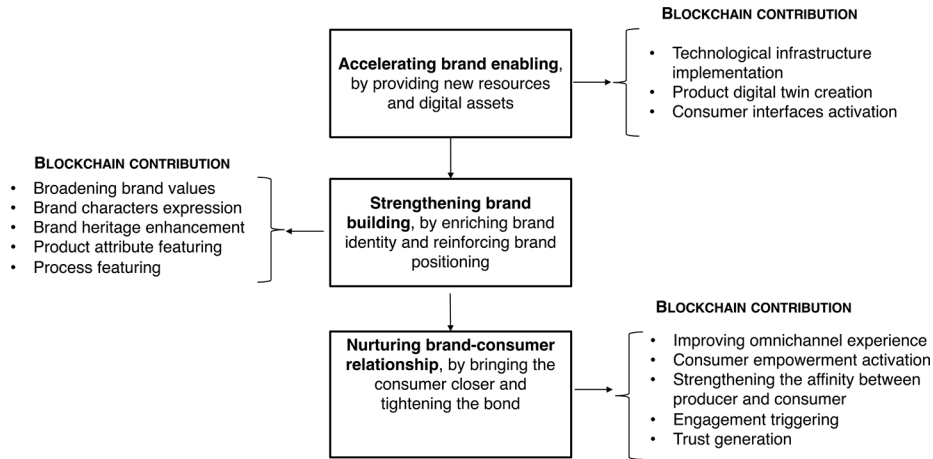 BLOCKCHAIN CONTRIBUTION
Accelerating brand enabling,
by providing new resources
and digital assets
• Technological infrastructure
implementation
• Product digital twin creation
• Consumer interfaces activation
BLOCKCHAIN CONTRIBUTION
• Broadening brand values
• Brand characters expression
• Brand heritage enhancement
• Product attribute featuring
• Process featuring
Strengthening brand
building, by enriching brand
identity and reinforcing brand
positioning
BLOCKCHAIN CONTRIBUTION
Nurturing brand-consumer
relationship, by bringing the
consumer closer and
tightening the bond
• Improving omnichannel experience
• Consumer empowerment activation
• Strengthening the affinity between
producer and consumer
• Engagement triggering
• Trust generation